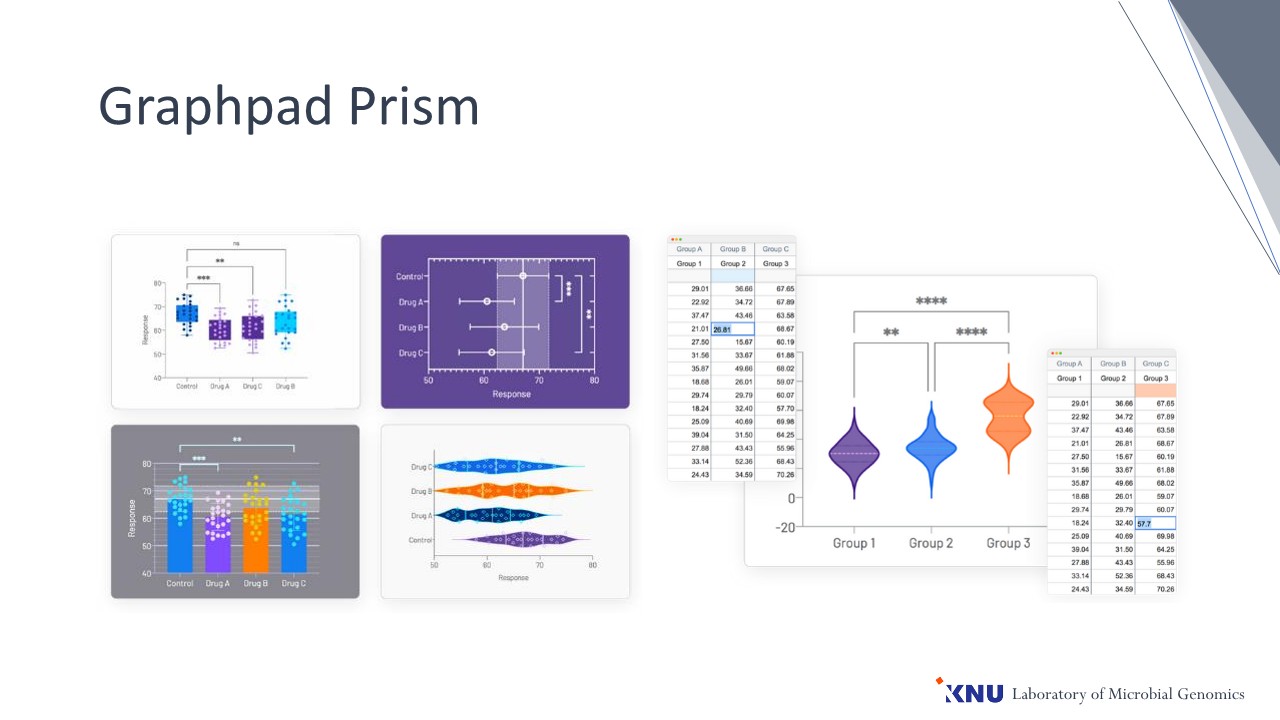 Graphpad Prism
ns
**
***
80
70
60
50
40
Response
Control
Drug A
Drug C
Drug B
Control
Drug A
Drug B
Drug C
***
**
50
60
70
80
Response
**
***
80
70
60
50
40
Response
Control
Drug A
Drug B
Drug C
Drug C
Drug B
Drug A
Control
50
60
70
80
Response
Group A Group B Group C
Group 1 Group 2 Group 3
29.01 36.66 67.65
22.92 34.72 67.89
37.47 43.46 63.58
21.01 26.81 68.67
27.50 15.67 60.19
31.56 33.67 61.88
35.87 49.66 68.02
18.68 26.01 59.07
29.74 29.79 60.07
18.24 32.40 57.70
25.09 40.69 69.98
39.04 31.50 64.25
27.88 43.43 55.96
33.14 52.36 68.43
24.43 34.59 70.26
****
** ****
0
-20
Group 1 Group 2 Group 3
Group A Group B Group C
Group 1 Group 2 Group 3
29.01 36.66 67.65
22.92 34.72 67.89
37.47 43.46 63.58
21.01 26.81 68.67
27.50 15.67 60.19
31.56 33.67 61.88
35.87 49.66 68.02
18.68 26.01 59.07
29.74 29.79 60.07
18.24 32.40 57.7
25.09 40.69 69.98
39.04 31.50 64.25
27.88 43.43 55.96
33.14 52.36 68.43
24.43 34.59 70.26
KNU Laboratory of Microbial Genomics